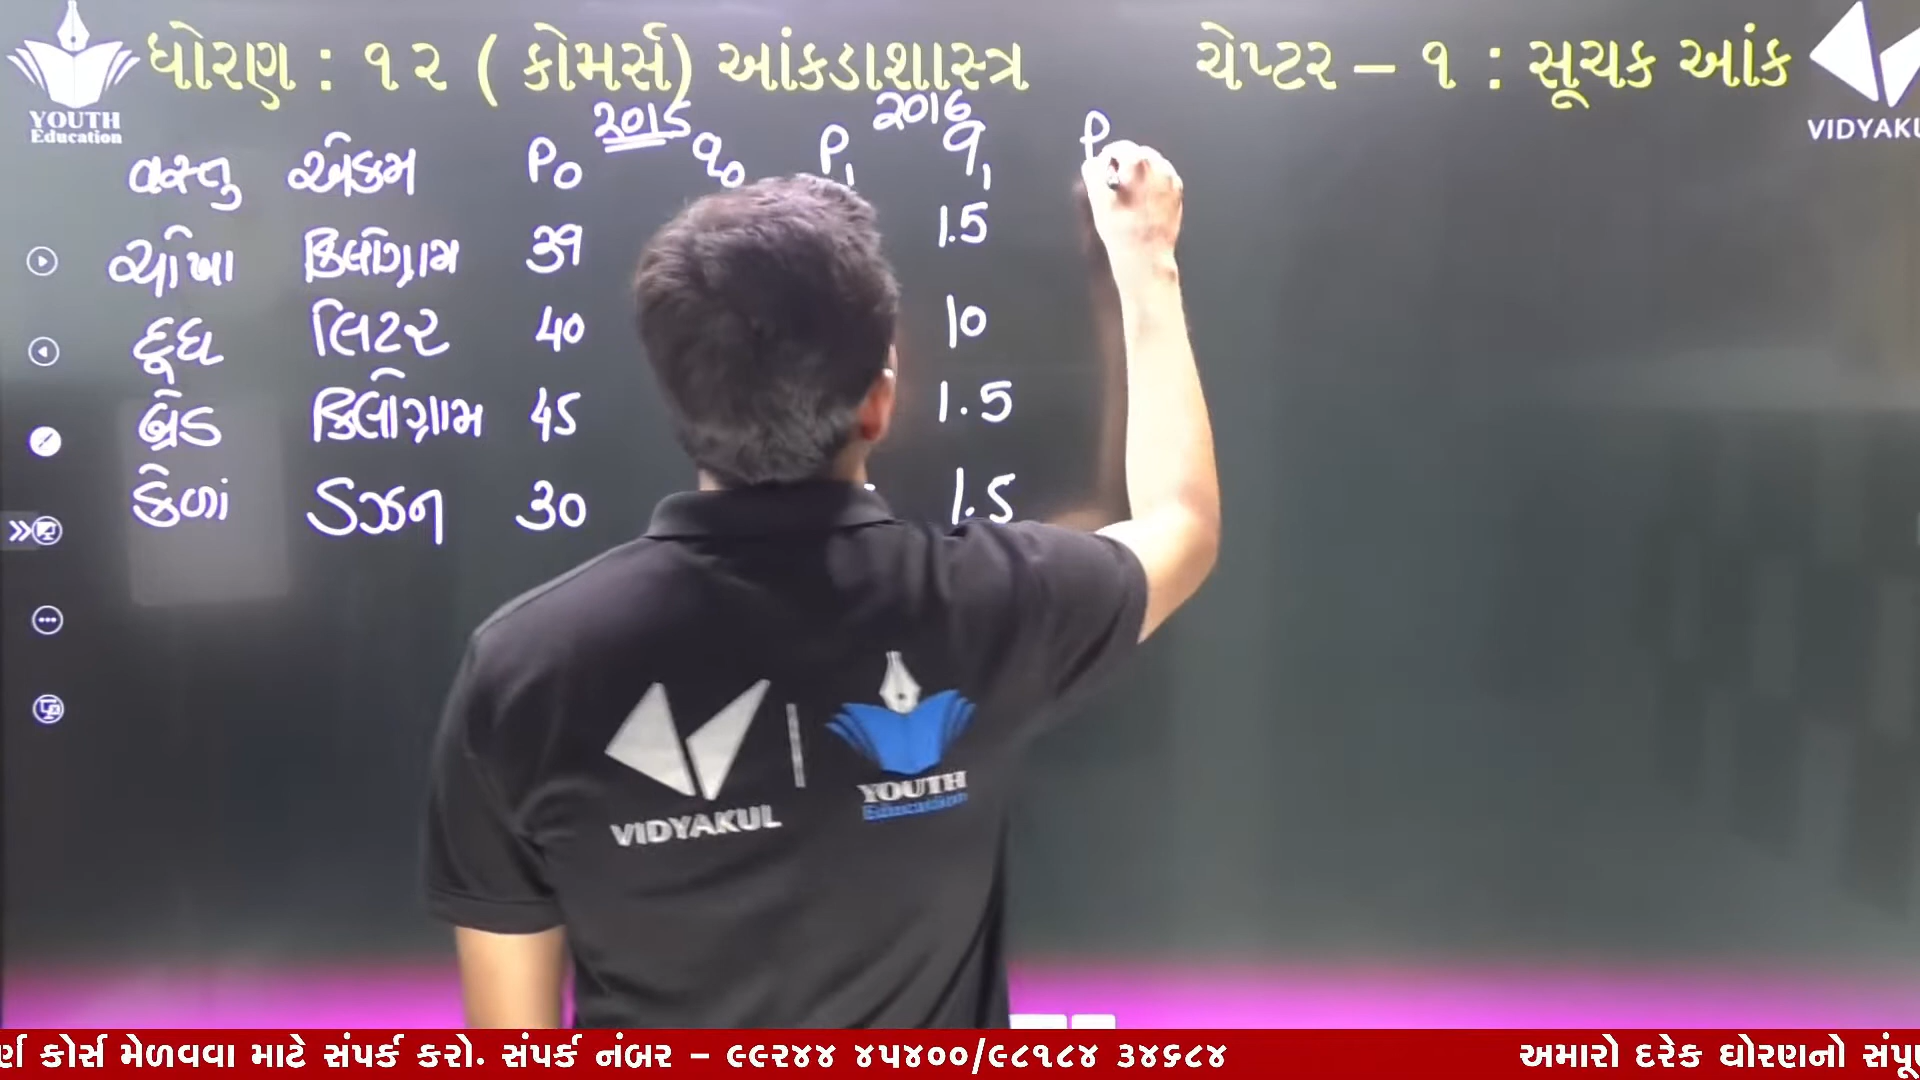 ધોરણ : ૧૨ ( કોમર્સ) આંકડાશાસ્ત્ર ચેપ્ટર – ૧ : સૂચક આંક
YOUTH
Education
VIDYAKU
2015 2016
વસ્તુ એકમ P0 q0 P1 q1 P
ચોખા કિલોગ્રામ 39 1.5
દૂધ લિટર 40 10
બ્રેડ કિલોગ્રામ 45 1.5
કેળાં ડઝન 30 1.5
VIDYAKUL
YOUTH
Education
ર્ણ કોર્સ મેળવવા માટે સંપર્ક કરો. સંપર્ક નંબર – ૯૯૨૪૪ ૪૫૪૦૦/૯૮૧૮૪ ૩૪૬૮૪ અમારો દરેક ધોરણનો સંપૂ